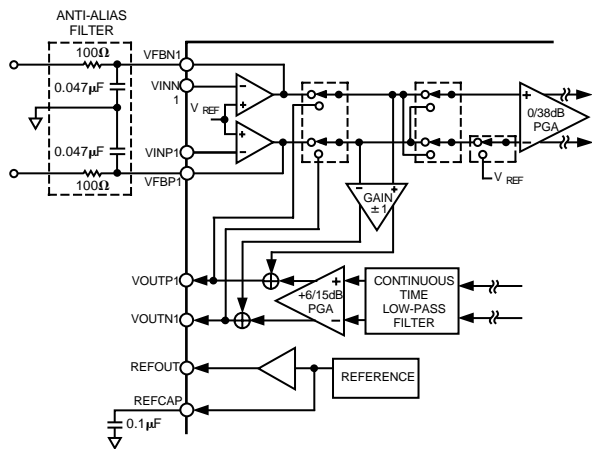 ANTI-ALIAS
FILTER
100Ω
VFBN1
0.047µF
VINN
1
V REF
0.047µF
VINP1
100Ω
VFBP1
0/38dB
PGA
V REF
GAIN
±1
VOUTP1
+6/15dB
PGA
CONTINUOUS
TIME
LOW-PASS
FILTER
VOUTN1
REFOUT
REFERENCE
REFCAP
0.1µF